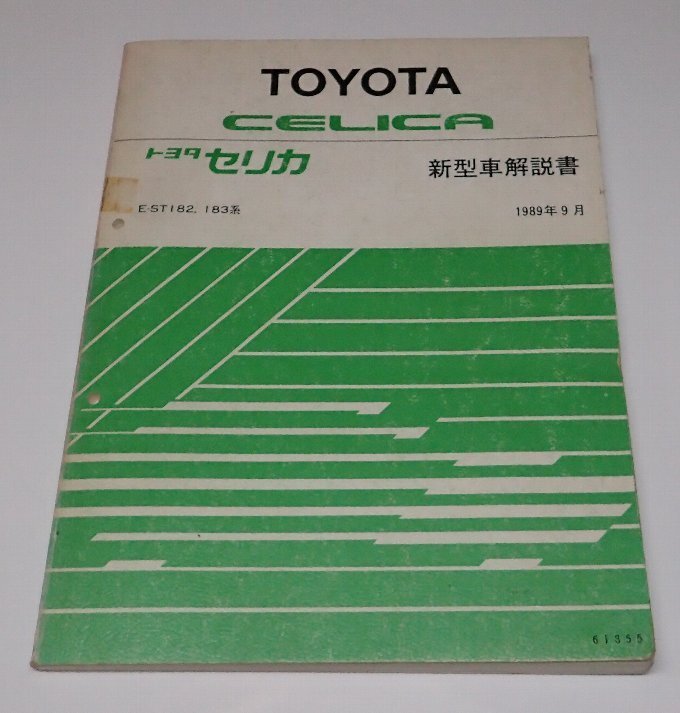 TOYOTA
CELICA
トヨタ セリカ 新型車解説書
E-ST182, 183系 1989年9月
61355